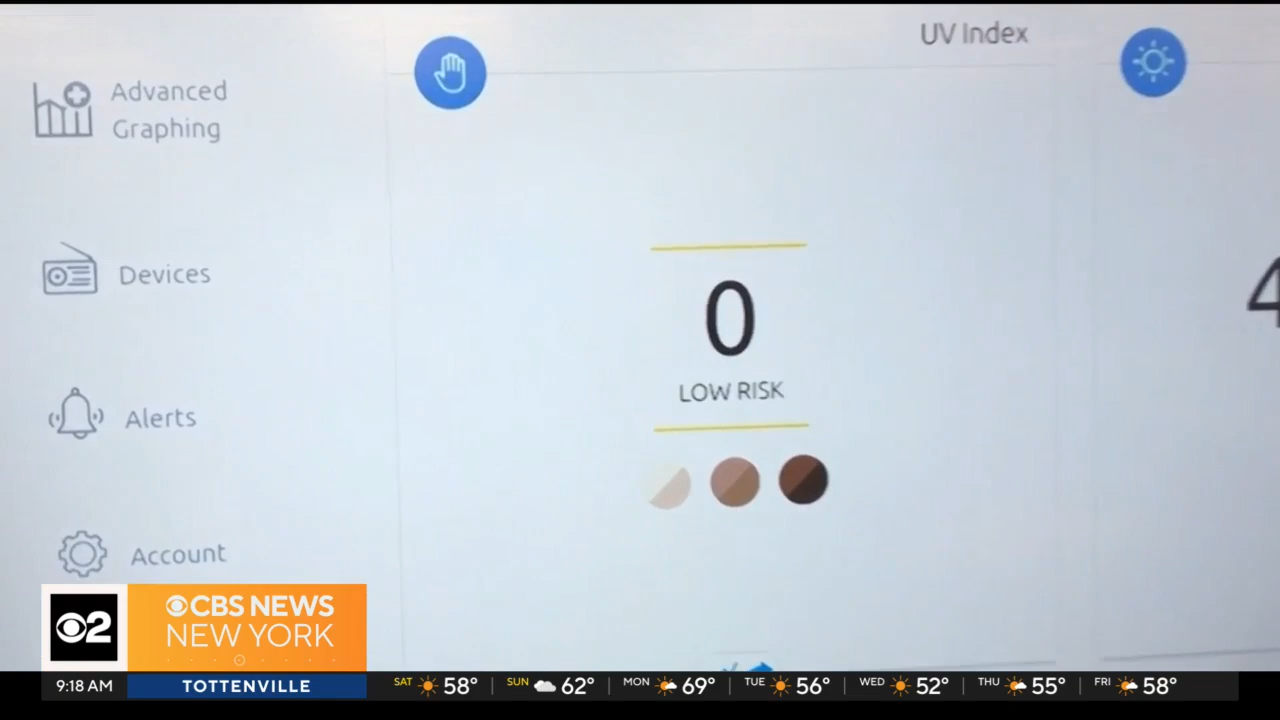 UV Index
Advanced
Graphing
Devices
0
4
LOW RISK
Alerts
Account
2
CBS NEWS
NEW YORK
9:18 AM
TOTTENVILLE
SAT 58° | SUN 62° | MON 69° | TUE 56° | WED 52° | THU 55° | FRI 58°